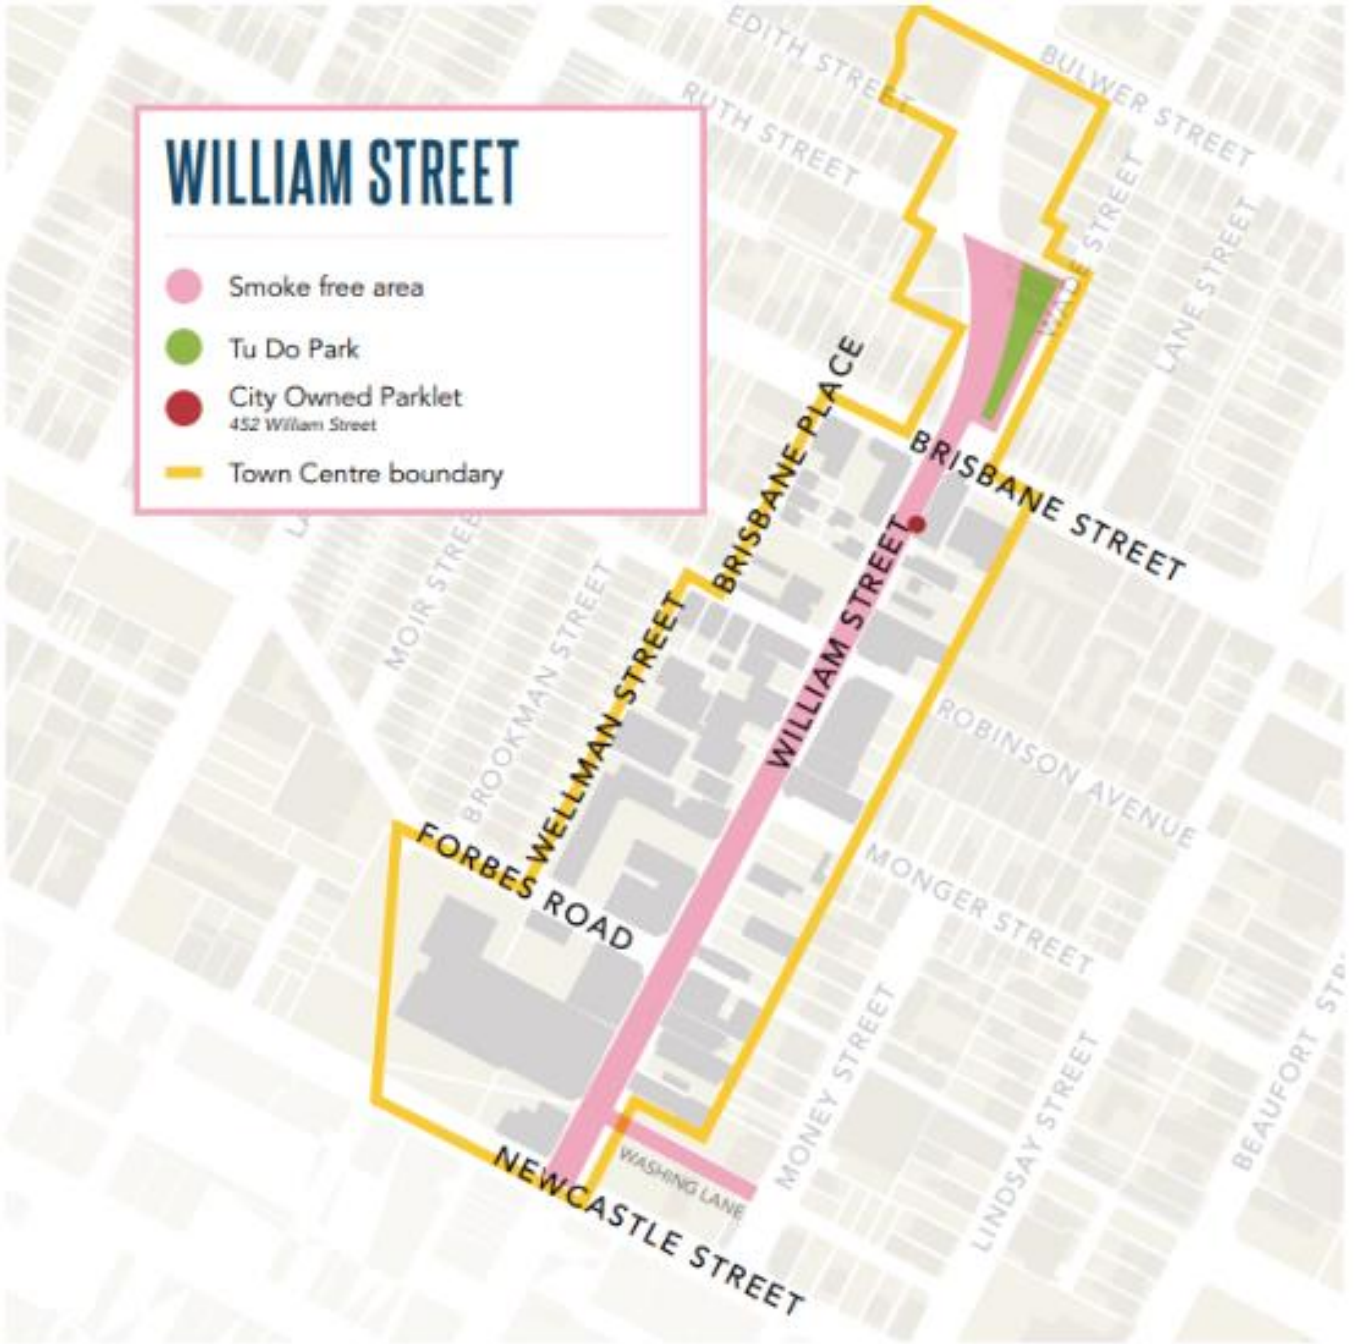 WILLIAM STREET
Smoke free area
Tu Do Park
City Owned Parklet
452 William Street
Town Centre boundary
EDITH STREET
RUTH STREET
BULWER STREET
WADE STREET
LANE STREET
BRISBANE PLACE
BRISBANE STREET
MOIR STREET
BROOKMAN STREET
WELLMAN STREET
WILLIAM STREET
ROBINSON AVENUE
FORBES ROAD
MONGER STREET
MONEY STREET
LINDSAY STREET
BEAUFORT
WASHING LANE
NEWCASTLE STREET